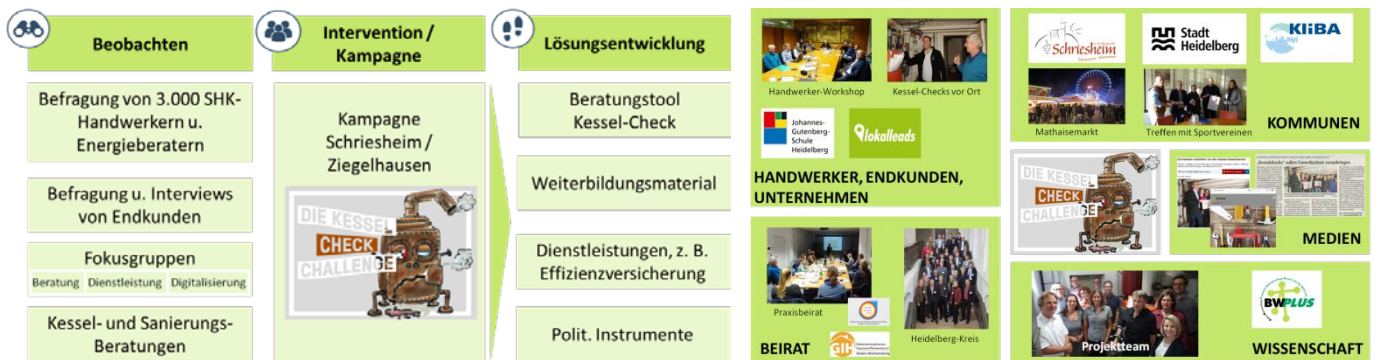 Beobachten
Befragung von 3.000 SHK-
Handwerkern u.
Energieberatern
Befragung u. Interviews
von Endkunden
Fokusgruppen
Beratung Dienstleistung Digitalisierung
Kessel- und Sanierungs-
Beratungen
Intervention /
Kampagne
Kampagne
Schriesheim /
Ziegelhausen
DIE KESSEL
CHECK
CHALLENGE
Lösungsentwicklung
Beratungstool
Kessel-Check
Weiterbildungsmaterial
Dienstleistungen, z. B.
Effizienzversicherung
Polit. Instrumente
Handwerker-Workshop
Kessel-Checks vor Ort
Johannes-
Gutenberg-
Schule
Heidelberg
lokalleads
HANDWERKER, ENDKUNDEN,
UNTERNEHMEN
Praxisbeirat
GIH
Heidelberg-Kreis
BEIRAT
Schriesheim
Stadt
Heidelberg
KLiBA
Mathaisemarkt
Treffen mit Sportvereinen
KOMMUNEN
DIE KESSEL
CHECK
CHALLENGE
MEDIEN
Projektteam
BWPLUS
WISSENSCHAFT